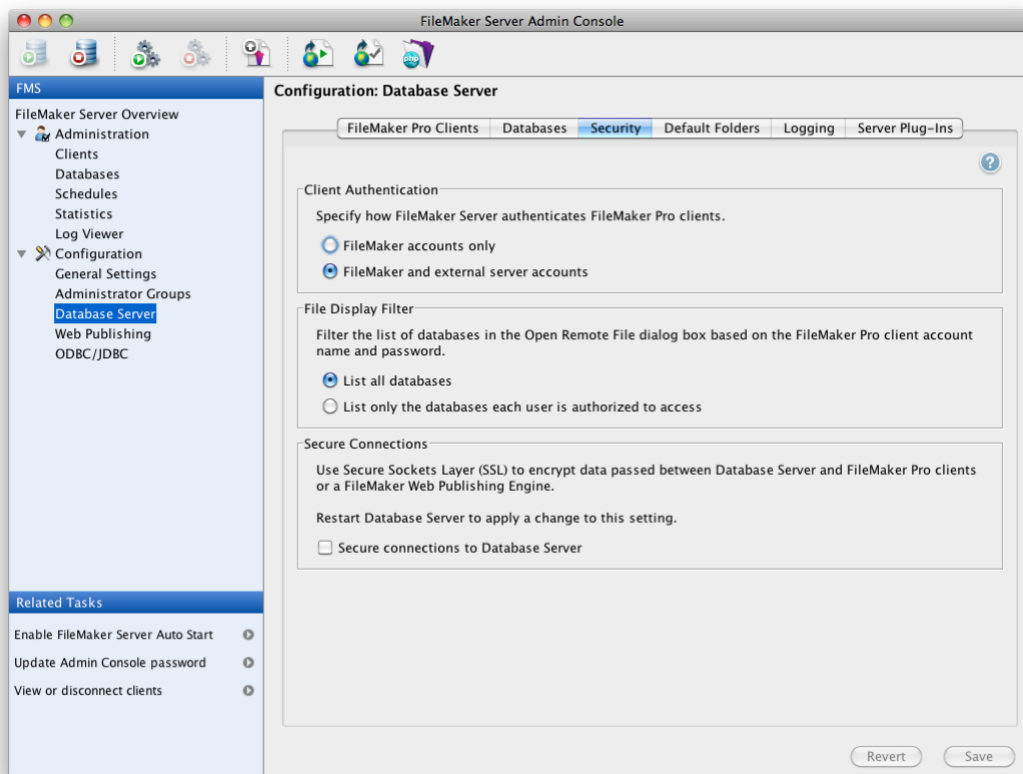 FileMaker Server Admin Console
php
FMS
FileMaker Server Overview
Administration
Clients
Databases
Schedules
Statistics
Log Viewer
Configuration
General Settings
Administrator Groups
Database Server
Web Publishing
ODBC/JDBC
Related Tasks
Enable FileMaker Server Auto Start
Update Admin Console password
View or disconnect clients
Configuration: Database Server
FileMaker Pro Clients Databases Security Default Folders Logging Server Plug-Ins
?
Client Authentication
Specify how FileMaker Server authenticates FileMaker Pro clients.
FileMaker accounts only
FileMaker and external server accounts
File Display Filter
Filter the list of databases in the Open Remote File dialog box based on the FileMaker Pro client account
name and password.
List all databases
List only the databases each user is authorized to access
Secure Connections
Use Secure Sockets Layer (SSL) to encrypt data passed between Database Server and FileMaker Pro clients
or a FileMaker Web Publishing Engine.
Restart Database Server to apply a change to this setting.
Secure connections to Database Server
Revert Save